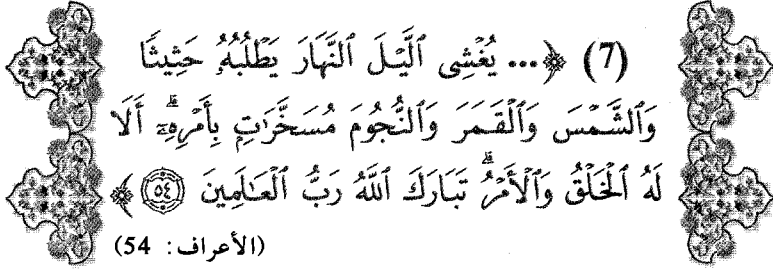 (7) ﴿... يُغْشِى ٱلَّيْلَ ٱلنَّهَارَ يَطْلُبُهُۥ حَثِيثًا
وَٱلشَّمْسَ وَٱلْقَمَرَ وَٱلنُّجُومَ مُسَخَّرَٰتٍۭ بِأَمْرِهِۦٓ ۗ أَلَا
لَهُ ٱلْخَلْقُ وَٱلْأَمْرُ ۗ تَبَارَكَ ٱللَّهُ رَبُّ ٱلْعَـٰلَمِينَ ٥٤ ﴾
(الأعراف: 54)